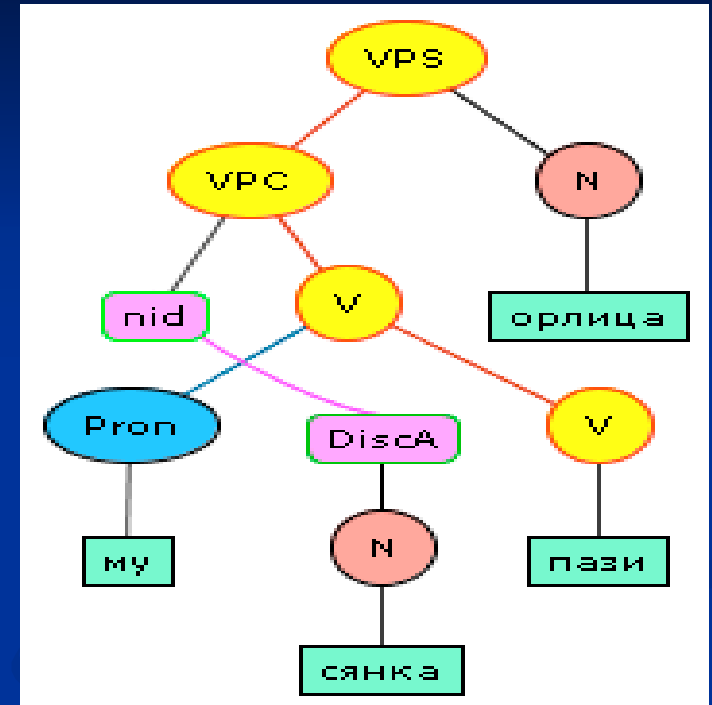 VPS
VPC N
nid V орлица
Pron DiscA V
му N пази
сянка